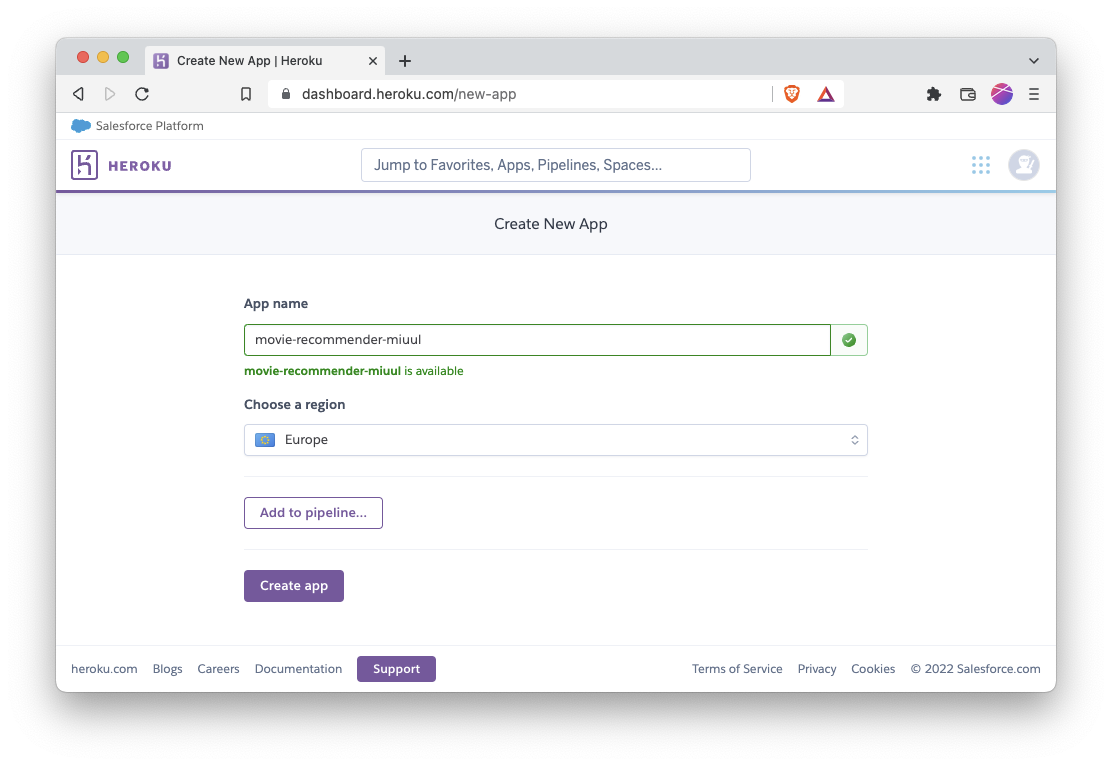 Create New App | Heroku
dashboard.heroku.com/new-app
Salesforce Platform
HEROKU
Jump to Favorites, Apps, Pipelines, Spaces...
Create New App
App name
movie-recommender-miuul
movie-recommender-miuul is available
Choose a region
Europe
Add to pipeline...
Create app
heroku.com Blogs Careers Documentation Support Terms of Service Privacy Cookies © 2022 Salesforce.com